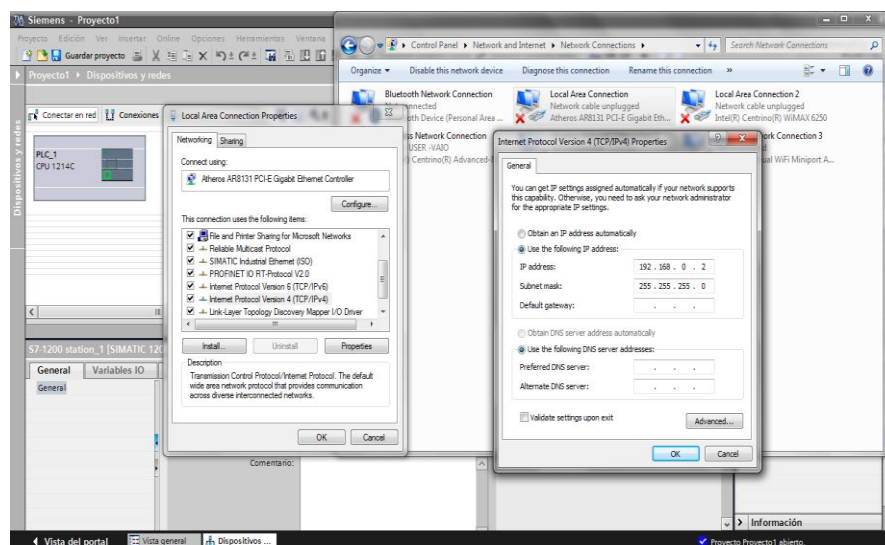 Siemens - Proyecto1
Proyecto Edición Ver Insertar Online Opciones Herramientas Ventana
Guardar proyecto
Proyecto1 ▸ Dispositivos y redes
Conectar en red Conexiones
PLC_1
CPU 1214C
Dispositivos y redes
S7-1200 station_1 [SIMATIC 120
General Variables IO
General
Comentario:
Información
Vista del portal Vista general Dispositivos ...
Proyecto Proyecto1 abierto.
Control Panel ▸ Network and Internet ▸ Network Connections ▸
Search Network Connections
Organize Disable this network device Diagnose this connection Rename this connection »
Bluetooth Network Connection
nnected
oth Device (Personal Area ...
Local Area Connection
Network cable unplugged
Atheros AR8131 PCI-E Gigabit Eth...
Local Area Connection 2
Network cable unplugged
Intel(R) Centrino(R) WiMAX 6250
ss Network Connection
USER-VAIO
) Centrino(R) Advanced-
ork Connection 3
ual WiFi Miniport A...
Local Area Connection Properties
Networking Sharing
Connect using:
Atheros AR8131 PCI-E Gigabit Ethernet Controller
Configure...
This connection uses the following items:
File and Printer Sharing for Microsoft Networks
Reliable Multicast Protocol
SIMATIC Industrial Ethernet (ISO)
PROFINET IO RT-Protocol V2.0
Internet Protocol Version 6 (TCP/IPv6)
Internet Protocol Version 4 (TCP/IPv4)
Link-Layer Topology Discovery Mapper I/O Driver
Install... Uninstall Properties
Description
Transmission Control Protocol/Internet Protocol. The default
wide area network protocol that provides communication
across diverse interconnected networks.
OK Cancel
Internet Protocol Version 4 (TCP/IPv4) Properties
General
You can get IP settings assigned automatically if your network supports
this capability. Otherwise, you need to ask your network administrator
for the appropriate IP settings.
Obtain an IP address automatically
Use the following IP address:
IP address: 192 . 168 . 0 . 2
Subnet mask: 255 . 255 . 255 . 0
Default gateway: . . .
Obtain DNS server address automatically
Use the following DNS server addresses:
Preferred DNS server: . . .
Alternate DNS server: . . .
Validate settings upon exit
Advanced...
OK Cancel